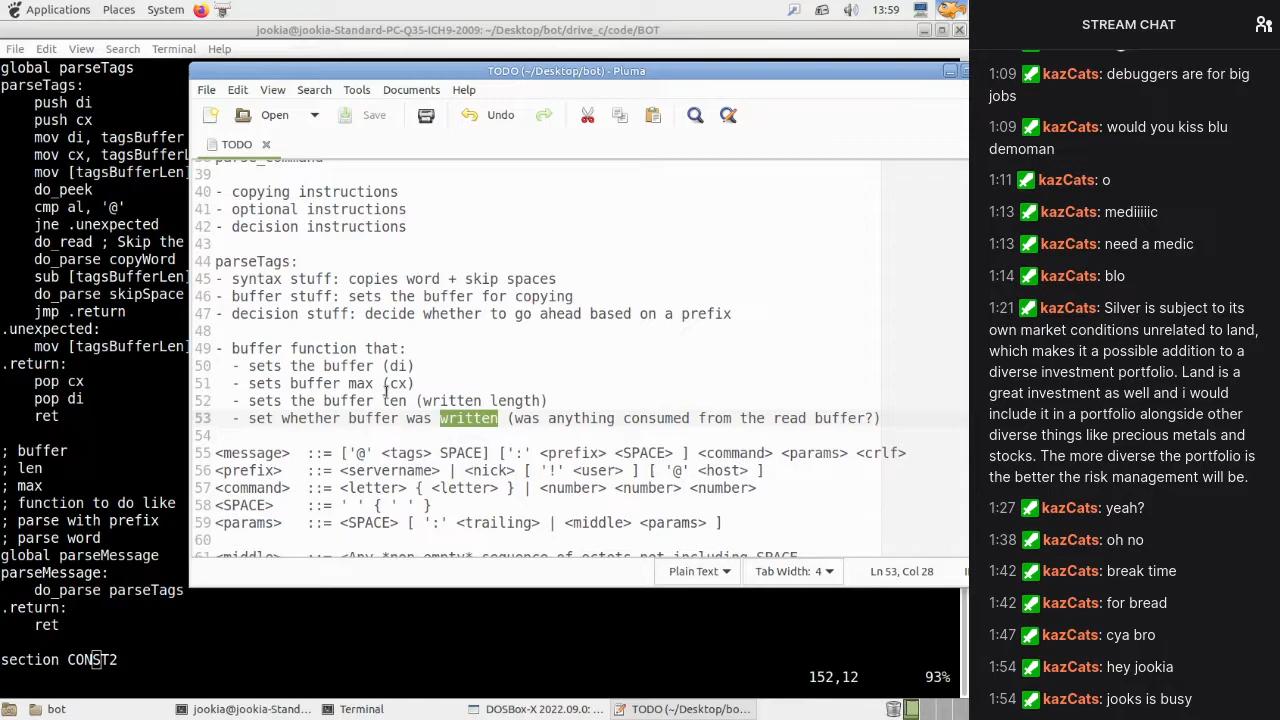 Applications Places System 13:59
jookia@jookia-Standard-PC-Q35-ICH9-2009: ~/Desktop/bot/drive_c/code/BOT
File Edit View Search Terminal Help
global parseTags
parseTags:
push di
push cx
mov di, tagsBuffer
mov cx, tagsBufferL
mov [tagsBufferLen]
do_peek
cmp al, '@'
jne .unexpected
do_read ; Skip the
do_parse copyWord
sub [tagsBufferLen]
do_parse skipSpace
jmp .return
.unexpected:
mov [tagsBufferLen]
.return:
pop cx
pop di
ret
; buffer
; len
; max
; function to do like
; parse with prefix
; parse word
global parseMessage
parseMessage:
do_parse parseTags
.return:
ret
section CONST2
152,12 93%
TODO (~/Desktop/bot) - Pluma
File Edit View Search Tools Documents Help
Open Save Undo
TODO
39
40 - copying instructions
41 - optional instructions
42 - decision instructions
43
44 parseTags:
45 - syntax stuff: copies word + skip spaces
46 - buffer stuff: sets the buffer for copying
47 - decision stuff: decide whether to go ahead based on a prefix
48
49 - buffer function that:
50 - sets the buffer (di)
51 - sets buffer max (cx)
52 - sets the buffer len (written length)
53 - set whether buffer was written (was anything consumed from the read buffer?)
54
55 <message> ::= ['@' <tags> SPACE] [':' <prefix> <SPACE> ] <command> <params> <crlf>
56 <prefix> ::= <servername> | <nick> [ '!' <user> ] [ '@' <host> ]
57 <command> ::= <letter> { <letter> } | <number> <number> <number>
58 <SPACE> ::= ' ' { ' ' }
59 <params> ::= <SPACE> [ ':' <trailing> | <middle> <params> ]
60
61 <middle> ::= <Any *non-empty* sequence of octets not including SPACE
Plain Text Tab Width: 4 Ln 53, Col 28
bot jookia@jookia-Stand... Terminal DOSBox-X 2022.09.0: ... TODO (~/Desktop/bo...
STREAM CHAT
1:09 kazCats: debuggers are for big
jobs
1:09 kazCats: would you kiss blu
demoman
1:11 kazCats: o
1:13 kazCats: mediiiiic
1:13 kazCats: need a medic
1:14 kazCats: blo
1:21 kazCats: Silver is subject to its
own market conditions unrelated to land,
which makes it a possible addition to a
diverse investment portfolio. Land is a
great investment as well and i would
include it in a portfolio alongside other
diverse things like precious metals and
stocks. The more diverse the portfolio is
the better the risk management will be.
1:27 kazCats: yeah?
1:38 kazCats: oh no
1:42 kazCats: break time
1:42 kazCats: for bread
1:47 kazCats: cya bro
1:54 kazCats: hey jookia
1:54 kazCats: jooks is busy